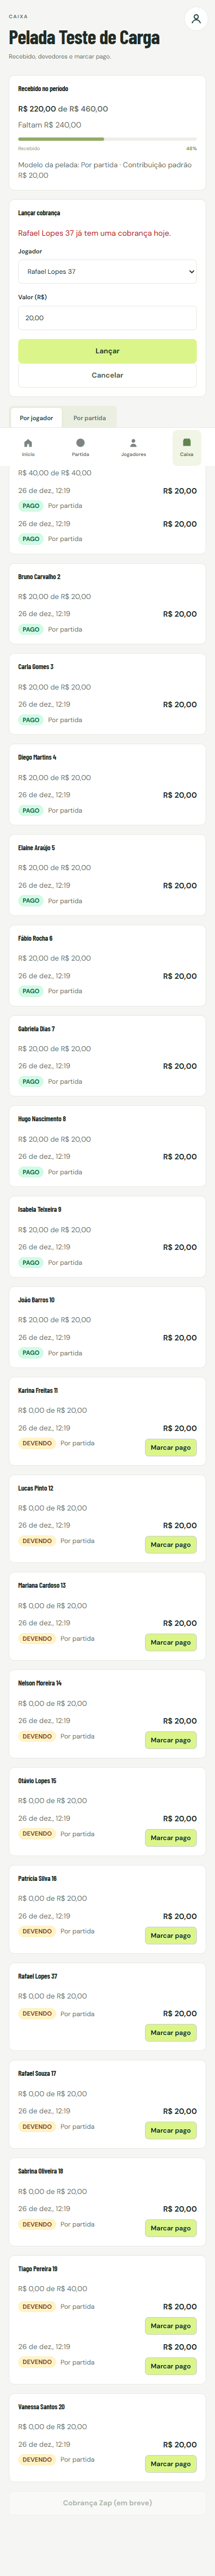 CAIXA
Pelada Teste de Carga
Recebido, devedores e marcar pago.
Recebido no período
R$ 220,00 de R$ 460,00
Faltam R$ 240,00
Recebido 48%
Modelo da pelada: Por partida · Contribuição padrão
R$ 20,00
Lançar cobrança
Rafael Lopes 37 já tem uma cobrança hoje.
Jogador
Rafael Lopes 37
Valor (R$)
20,00
Lançar
Cancelar
Por jogador Por partida
Início Partida Jogadores Caixa
R$ 40,00 de R$ 40,00
26 de dez., 12:19 R$ 20,00
PAGO Por partida
26 de dez., 12:19 R$ 20,00
PAGO Por partida
Bruno Carvalho 2
R$ 20,00 de R$ 20,00
26 de dez., 12:19 R$ 20,00
PAGO Por partida
Carla Gomes 3
R$ 20,00 de R$ 20,00
26 de dez., 12:19 R$ 20,00
PAGO Por partida
Diego Martins 4
R$ 20,00 de R$ 20,00
26 de dez., 12:19 R$ 20,00
PAGO Por partida
Elaine Araújo 5
R$ 20,00 de R$ 20,00
26 de dez., 12:19 R$ 20,00
PAGO Por partida
Fábio Rocha 6
R$ 20,00 de R$ 20,00
26 de dez., 12:19 R$ 20,00
PAGO Por partida
Gabriela Dias 7
R$ 20,00 de R$ 20,00
26 de dez., 12:19 R$ 20,00
PAGO Por partida
Hugo Nascimento 8
R$ 20,00 de R$ 20,00
26 de dez., 12:19 R$ 20,00
PAGO Por partida
Isabela Teixeira 9
R$ 20,00 de R$ 20,00
26 de dez., 12:19 R$ 20,00
PAGO Por partida
João Barros 10
R$ 20,00 de R$ 20,00
26 de dez., 12:19 R$ 20,00
PAGO Por partida
Karina Freitas 11
R$ 0,00 de R$ 20,00
26 de dez., 12:19 R$ 20,00
DEVENDO Por partida Marcar pago
Lucas Pinto 12
R$ 0,00 de R$ 20,00
26 de dez., 12:19 R$ 20,00
DEVENDO Por partida Marcar pago
Mariana Cardoso 13
R$ 0,00 de R$ 20,00
26 de dez., 12:19 R$ 20,00
DEVENDO Por partida Marcar pago
Nelson Moreira 14
R$ 0,00 de R$ 20,00
26 de dez., 12:19 R$ 20,00
DEVENDO Por partida Marcar pago
Otávio Lopes 15
R$ 0,00 de R$ 20,00
26 de dez., 12:19 R$ 20,00
DEVENDO Por partida Marcar pago
Patrícia Silva 16
R$ 0,00 de R$ 20,00
26 de dez., 12:19 R$ 20,00
DEVENDO Por partida Marcar pago
Rafael Lopes 37
R$ 0,00 de R$ 20,00
DEVENDO Por partida R$ 20,00
Marcar pago
Rafael Souza 17
R$ 0,00 de R$ 20,00
26 de dez., 12:19 R$ 20,00
DEVENDO Por partida Marcar pago
Sabrina Oliveira 18
R$ 0,00 de R$ 20,00
26 de dez., 12:19 R$ 20,00
DEVENDO Por partida Marcar pago
Tiago Pereira 19
R$ 0,00 de R$ 40,00
DEVENDO Por partida R$ 20,00
Marcar pago
26 de dez., 12:19 R$ 20,00
DEVENDO Por partida Marcar pago
Vanessa Santos 20
R$ 0,00 de R$ 20,00
26 de dez., 12:19 R$ 20,00
DEVENDO Por partida Marcar pago
Cobrança Zap (em breve)